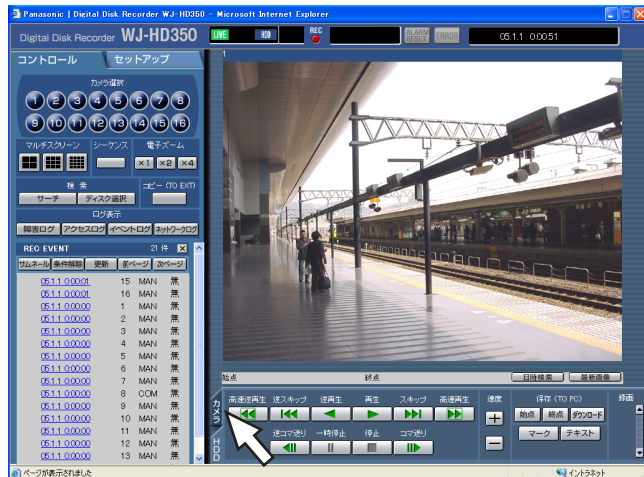 Panasonic | Digital Disk Recorder WJ-HD350 - Microsoft Internet Explorer
Digital Disk Recorder WJ-HD350
LIVE HDD REC ALARM RESET ERROR 05.1.1 0:00:51
コントロール セットアップ
1
カメラ選択
1 2 3 4 5 6 7 8
9 10 11 12 13 14 15 16
マルチスクリーン シーケンス 電子ズーム
×1 ×2 ×4
検 索 コピー (TO EXT)
サーチ ディスク選択
ログ表示
障害ログ アクセスログ イベントログ ネットワークログ
REC EVENT 21 件
サムネール 条件解除 更新 前ページ 次ページ
05.1.1 0:00:01 15 MAN 無
05.1.1 0:00:01 16 MAN 無
05.1.1 0:00:00 1 MAN 無
05.1.1 0:00:00 2 MAN 無
05.1.1 0:00:00 3 MAN 無
05.1.1 0:00:00 4 MAN 無
05.1.1 0:00:00 5 MAN 無
05.1.1 0:00:00 6 MAN 無
05.1.1 0:00:00 7 MAN 無
05.1.1 0:00:00 8 COM 無
05.1.1 0:00:00 9 MAN 無
05.1.1 0:00:00 10 MAN 無
05.1.1 0:00:00 11 MAN 無
05.1.1 0:00:00 12 MAN 無
05.1.1 0:00:00 13 MAN 無
始点 終点 日時検索 最新画像
カメラ
HDD
高速逆再生 逆スキップ 逆再生 再生 スキップ 高速再生
逆コマ送り 一時停止 停止 コマ送り
速度
+
-
保存 (TO PC)
始点 終点 ダウンロード
マーク テキスト
録画
ページが表示されました イントラネット